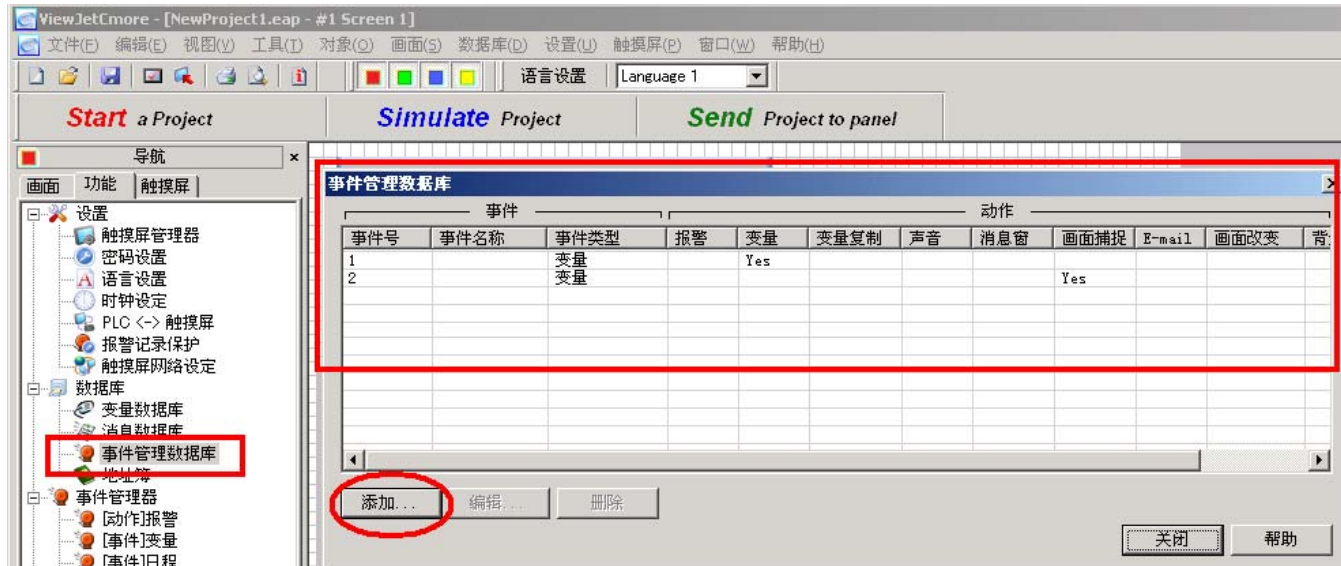 ViewJetCmore - [NewProject1.eap - #1 Screen 1]
文件(F) 编辑(E) 视图(V) 工具(T) 对象(O) 画面(S) 数据库(D) 设置(U) 触摸屏(P) 窗口(W) 帮助(H)
语言设置 Language 1
Start a Project Simulate Project Send Project to panel
导航
画面 功能 触摸屏
设置
触摸屏管理器
密码设置
语言设置
时钟设定
PLC <-> 触摸屏
报警记录保护
触摸屏网络设定
数据库
变量数据库
消息数据库
事件管理数据库
地址簿
事件管理器
[动作]报警
[事件]变量
[事件]日程
事件管理数据库
事件 动作
事件号 事件名称 事件类型 报警 变量 变量复制 声音 消息窗 画面捕捉 E-mail 画面改变 背
1 变量 Yes
2 变量 Yes
添加... 编辑... 删除
关闭 帮助